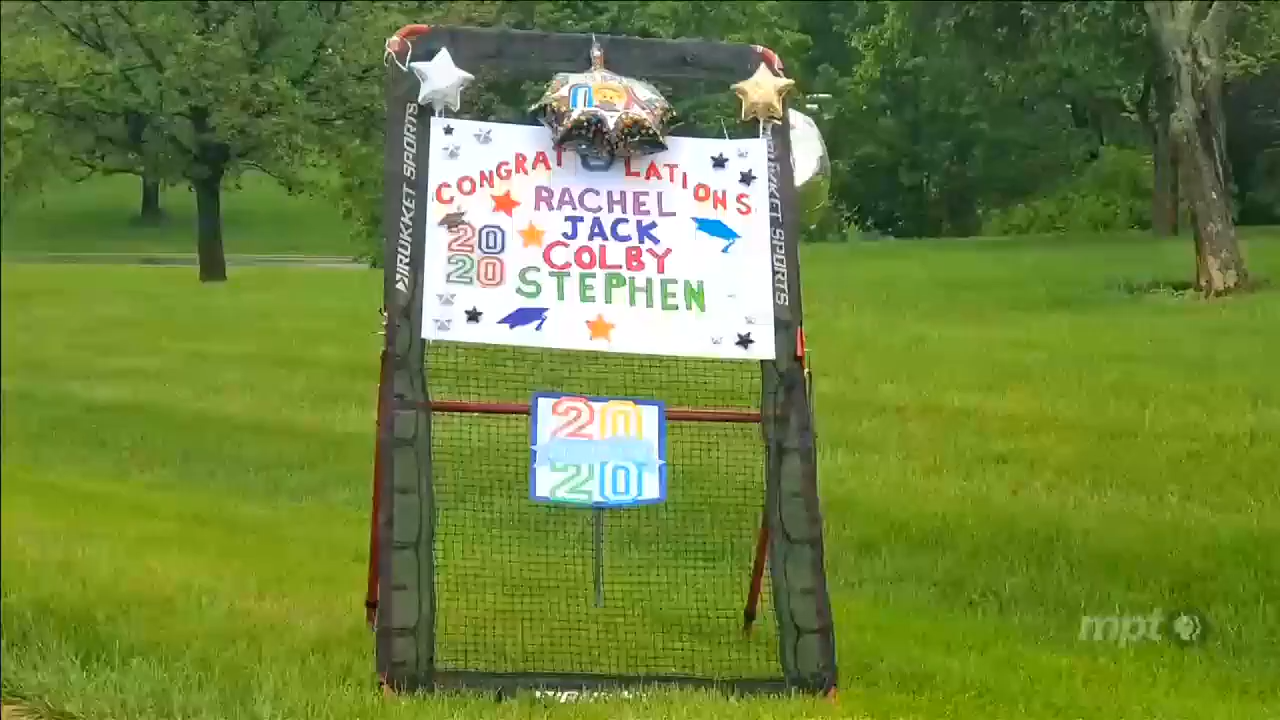 CONGRATULATIONS
RACHEL
JACK
COLBY
STEPHEN
20
20
20
20
RUKKET SPORTS
RUKKET SPORTS
mpt